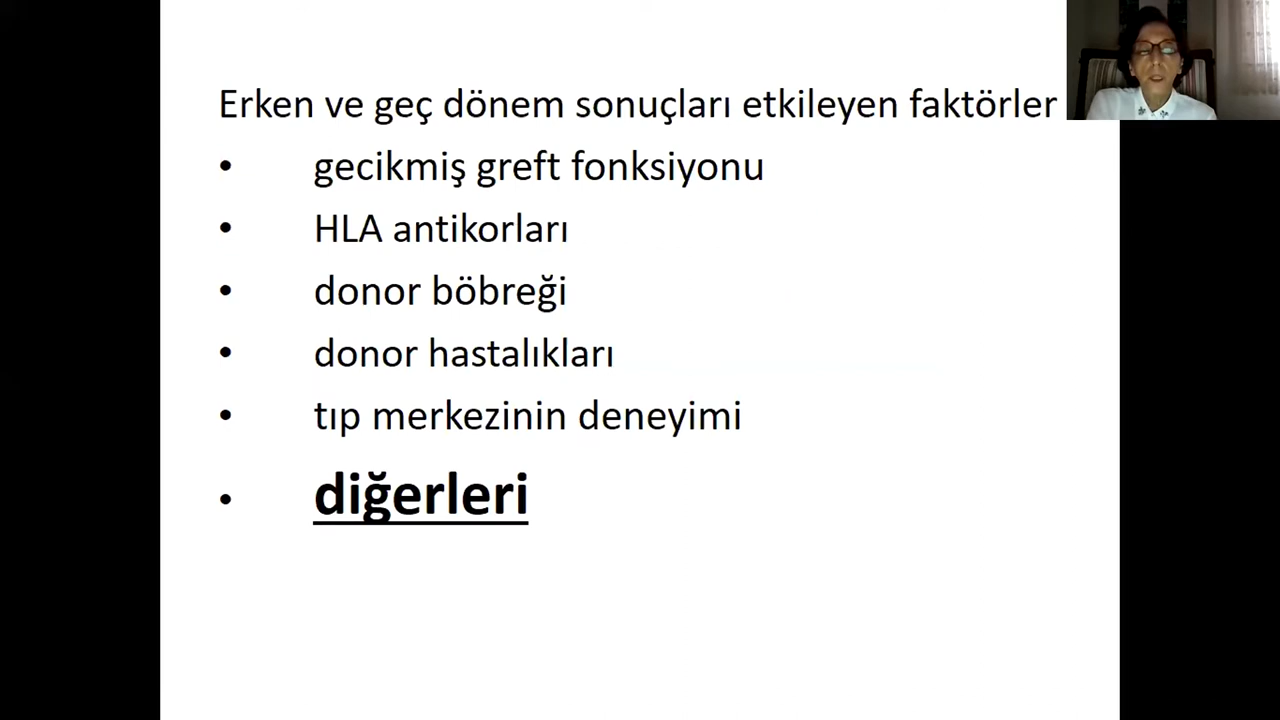 Erken ve geç dönem sonuçları etkileyen faktörler
• gecikmiş greft fonksiyonu
• HLA antikorları
• donor böbreği
• donor hastalıkları
• tıp merkezinin deneyimi
• diğerleri